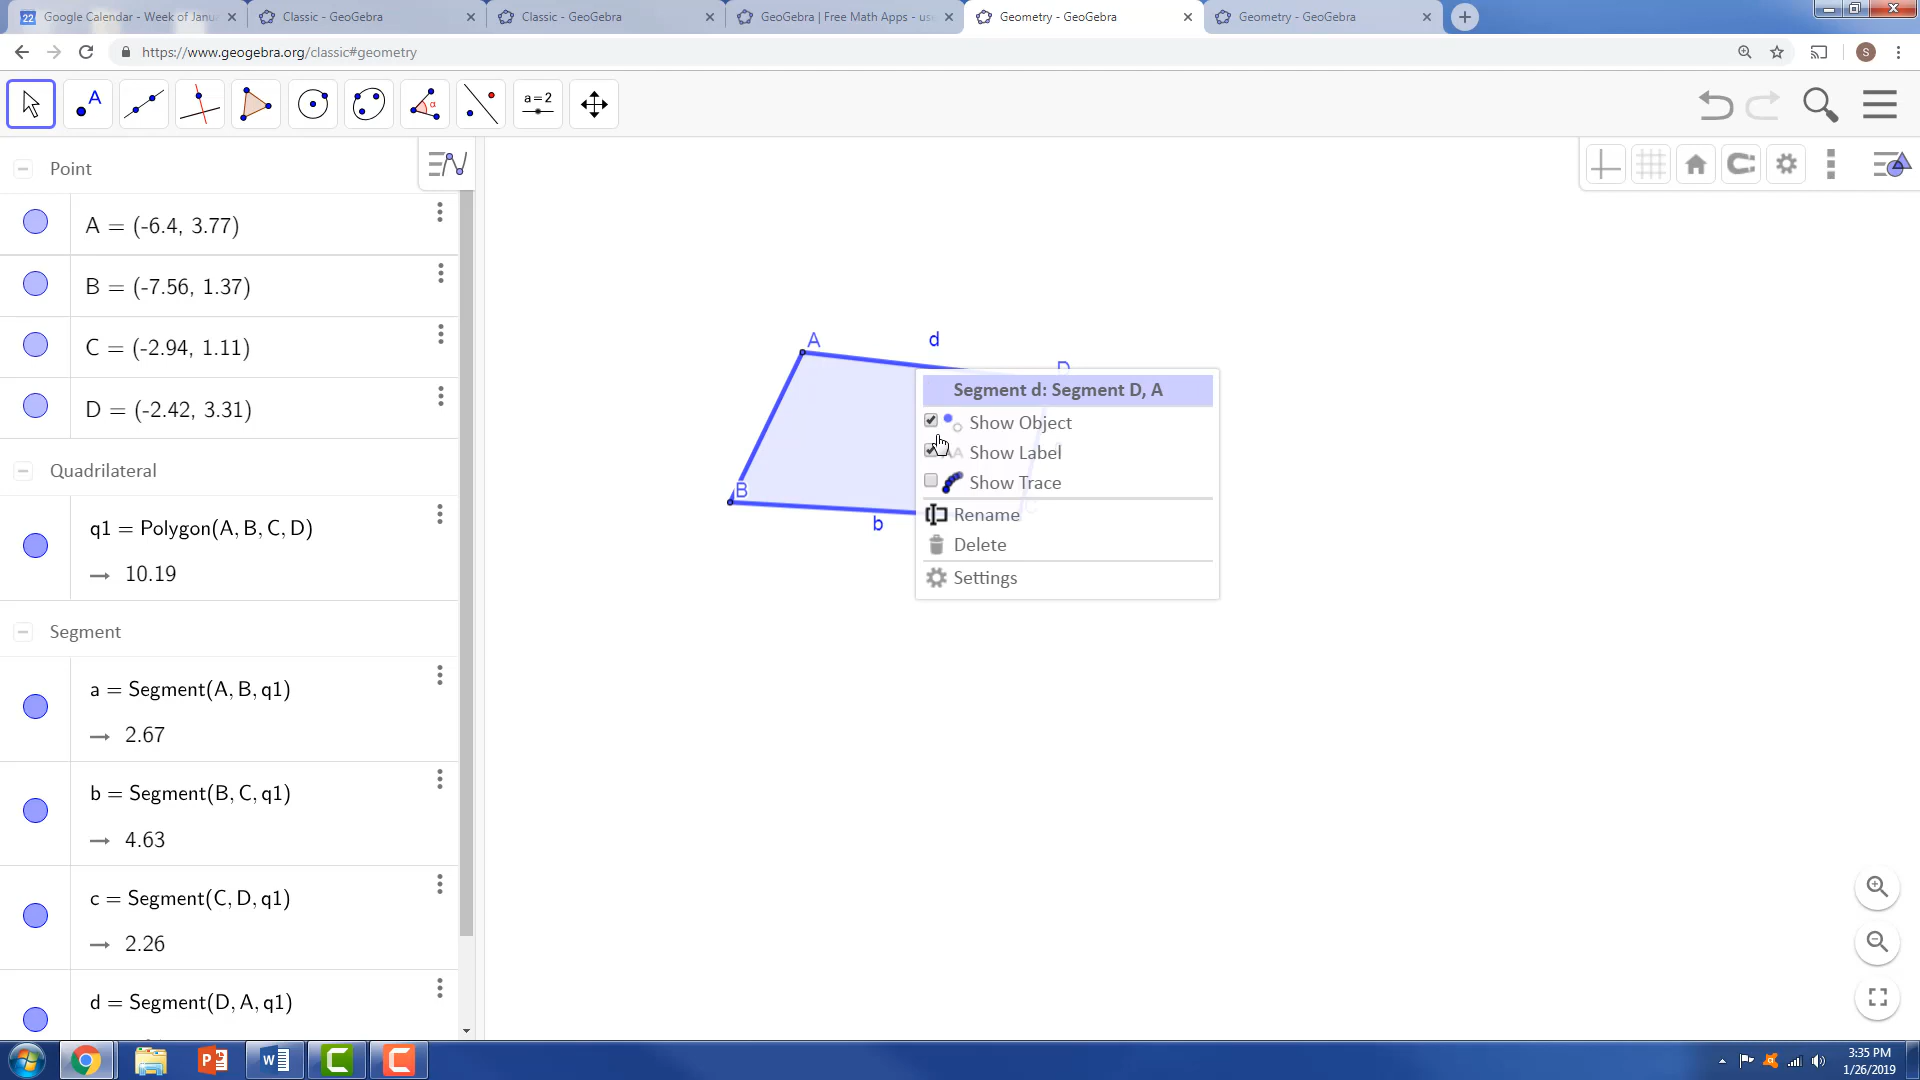 Google Calendar - Week of Janu
Classic - GeoGebra
Classic - GeoGebra
GeoGebra | Free Math Apps - us
Geometry - GeoGebra
Geometry - GeoGebra
https://www.geogebra.org/classic#geometry
S
A
α
a=2
Point
A = (-6.4, 3.77)
B = (-7.56, 1.37)
C = (-2.94, 1.11)
D = (-2.42, 3.31)
Quadrilateral
q1 = Polygon(A, B, C, D)
→ 10.19
Segment
a = Segment(A, B, q1)
→ 2.67
b = Segment(B, C, q1)
→ 4.63
c = Segment(C, D, q1)
→ 2.26
d = Segment(D, A, q1)
A
d
D
B
b
C
Segment d: Segment D, A
Show Object
Show Label
Show Trace
Rename
Delete
Settings
3:35 PM
1/26/2019